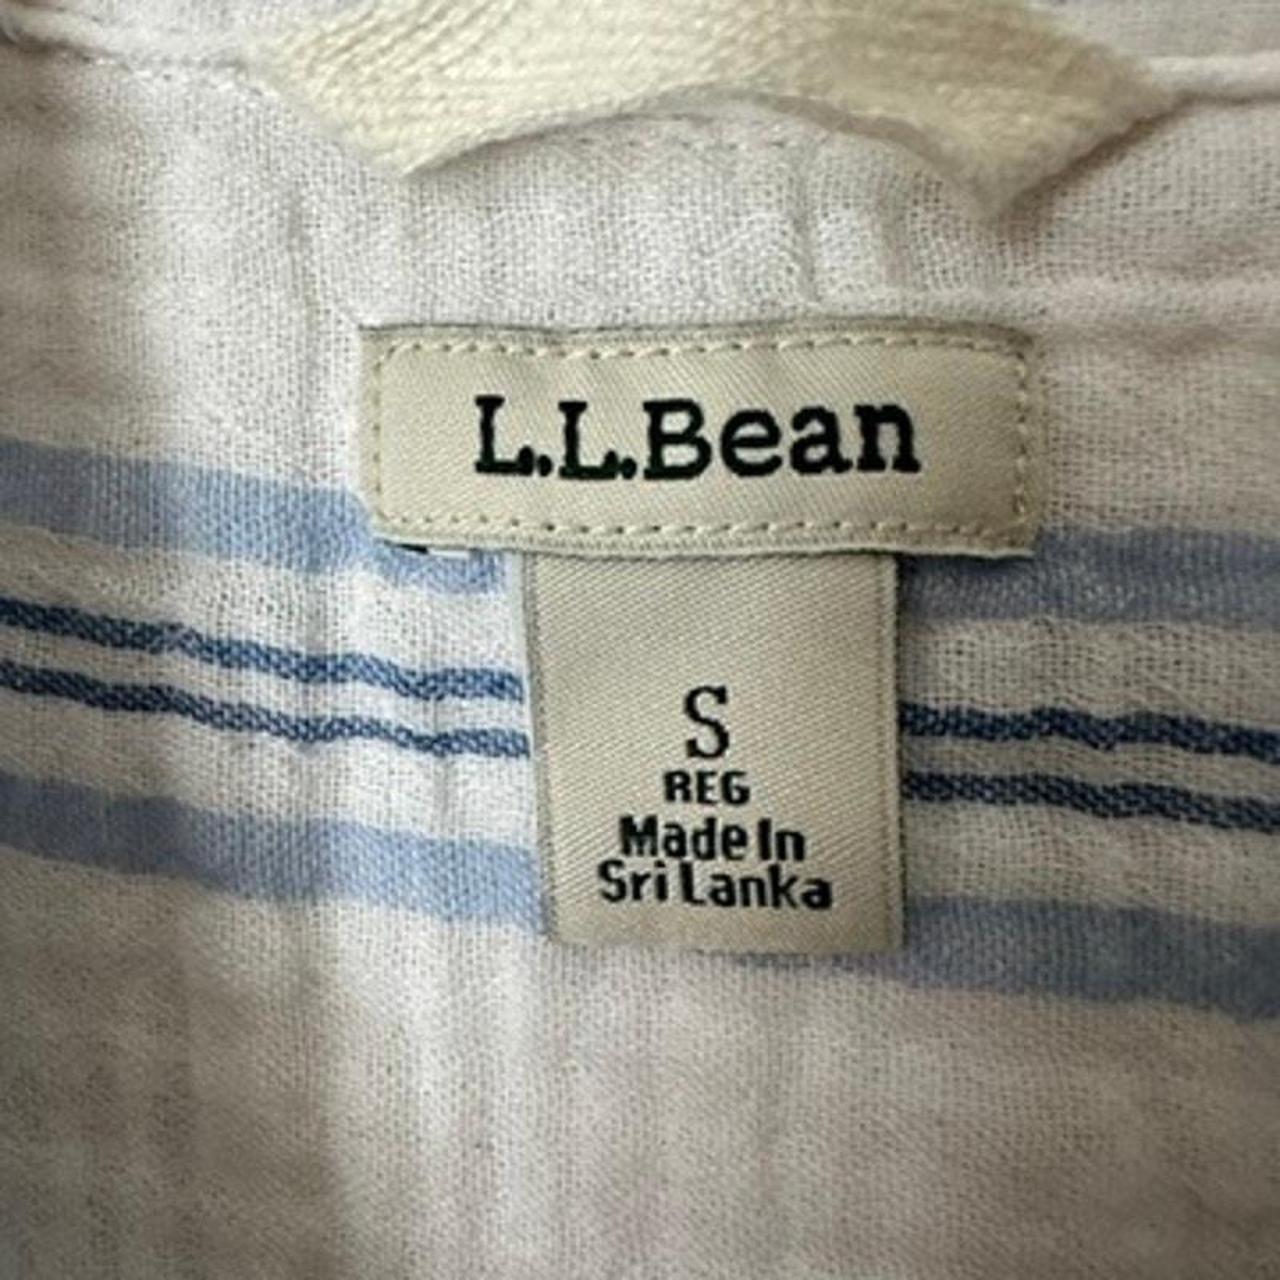 L.L.Bean
S
REG
Made In
Sri Lanka